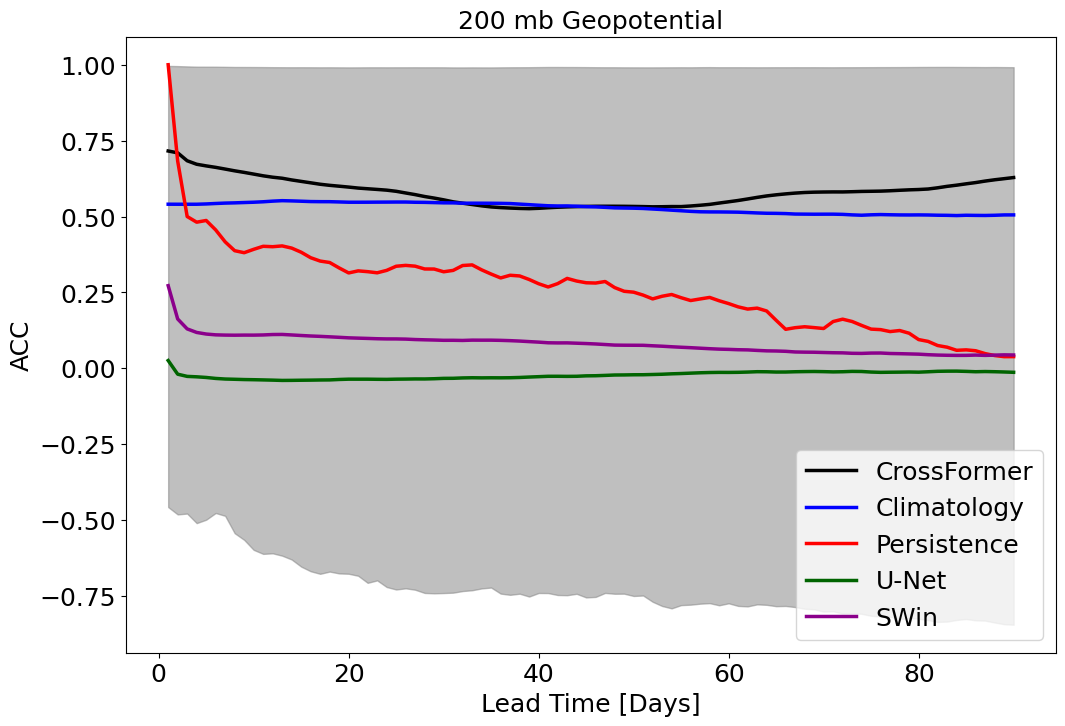 200 mb Geopotential
ACC
1.00
0.75
0.50
0.25
0.00
−0.25
−0.50
−0.75
CrossFormer
Climatology
Persistence
U-Net
SWin
0 20 40 60 80
Lead Time [Days]